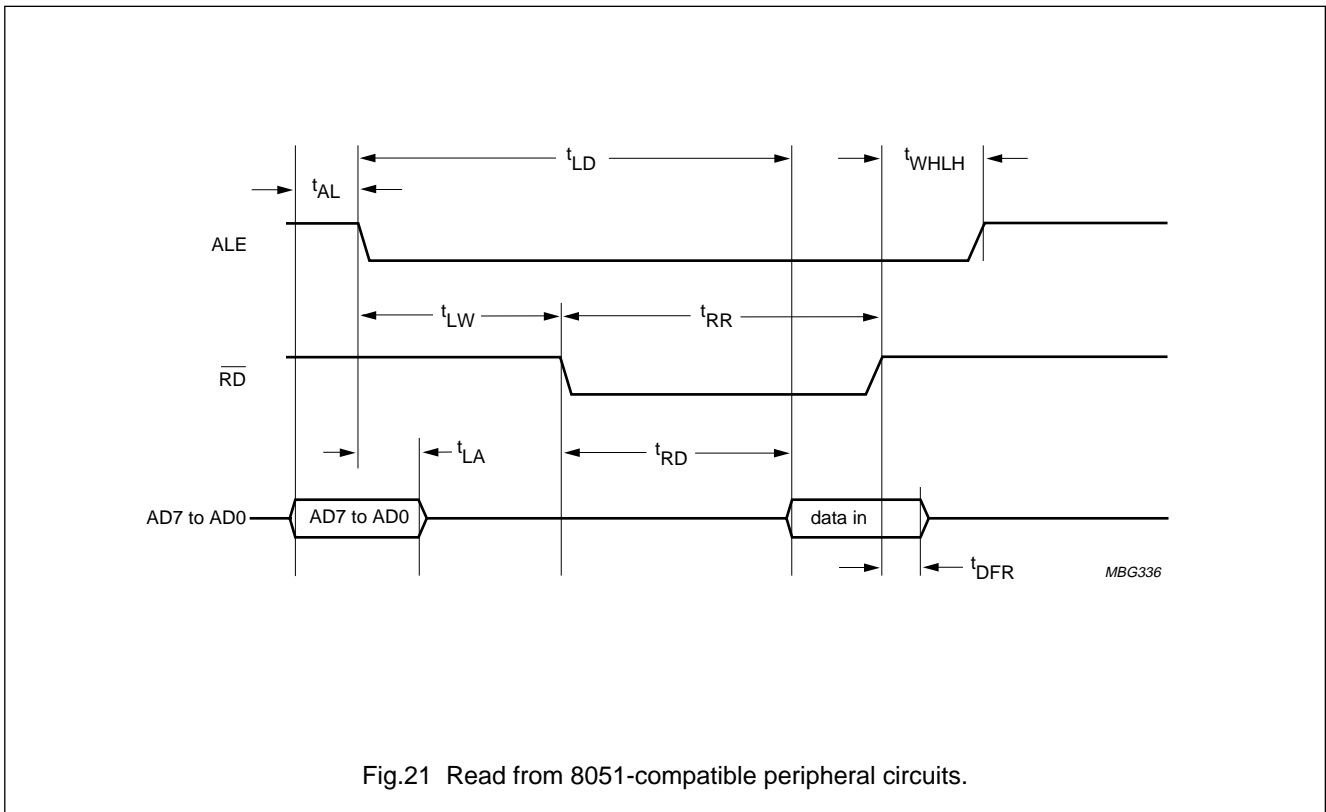 tLD
tWHLH
tAL
ALE
tLW
tRR
RD
tLA
tRD
AD7 to AD0
AD7 to AD0
data in
tDFR
MBG336
Fig.21 Read from 8051-compatible peripheral circuits.